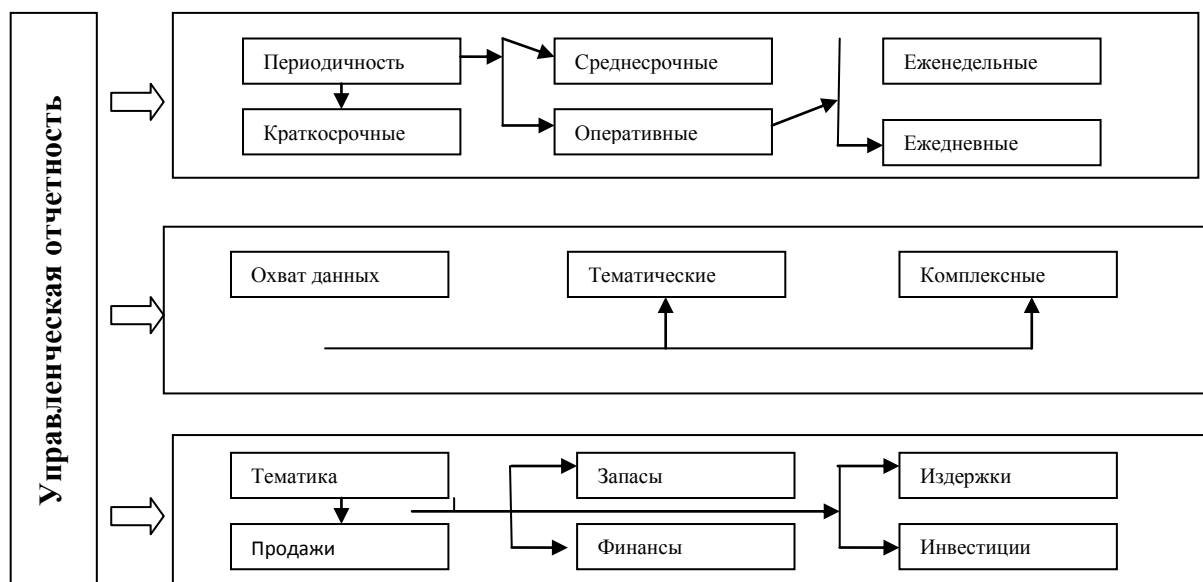 Управленческая отчетность
Периодичность
Среднесрочные
Еженедельные
Краткосрочные
Оперативные
Ежедневные
Охват данных
Тематические
Комплексные
Тематика
Запасы
Издержки
Продажи
Финансы
Инвестиции